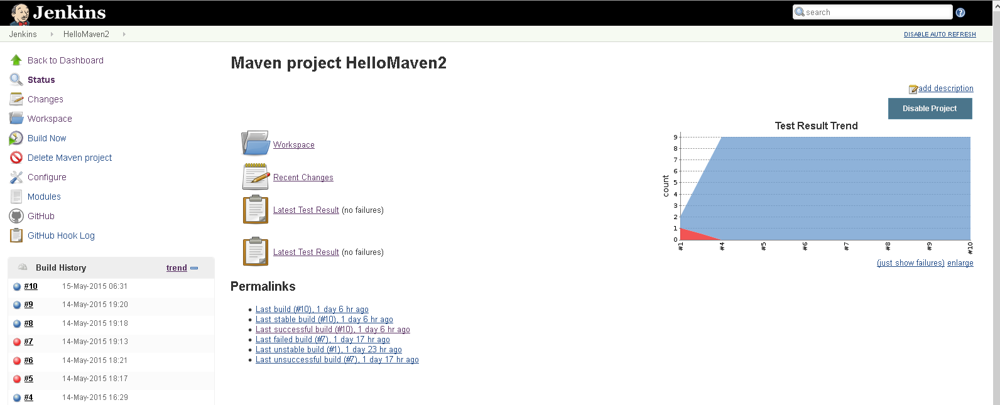 Jenkins
search
Jenkins HelloMaven2
DISABLE AUTO REFRESH
Back to Dashboard
Status
Changes
Workspace
Build Now
Delete Maven project
Configure
Modules
GitHub
GitHub Hook Log
Build History trend
#10 15-May-2015 06:31
#9 14-May-2015 19:20
#8 14-May-2015 19:18
#7 14-May-2015 19:13
#6 14-May-2015 18:21
#5 14-May-2015 18:17
#4 14-May-2015 16:29
Maven project HelloMaven2
add description
Disable Project
Workspace
Recent Changes
Latest Test Result (no failures)
Latest Test Result (no failures)
Test Result Trend
count
9
8
7
6
5
4
3
2
1
0
#1 #4 #5 #6 #7 #8 #9 #10
(just show failures) enlarge
Permalinks
Last build (#10), 1 day 6 hr ago
Last stable build (#10), 1 day 6 hr ago
Last successful build (#10), 1 day 6 hr ago
Last failed build (#7), 1 day 17 hr ago
Last unstable build (#1), 1 day 23 hr ago
Last unsuccessful build (#7), 1 day 17 hr ago